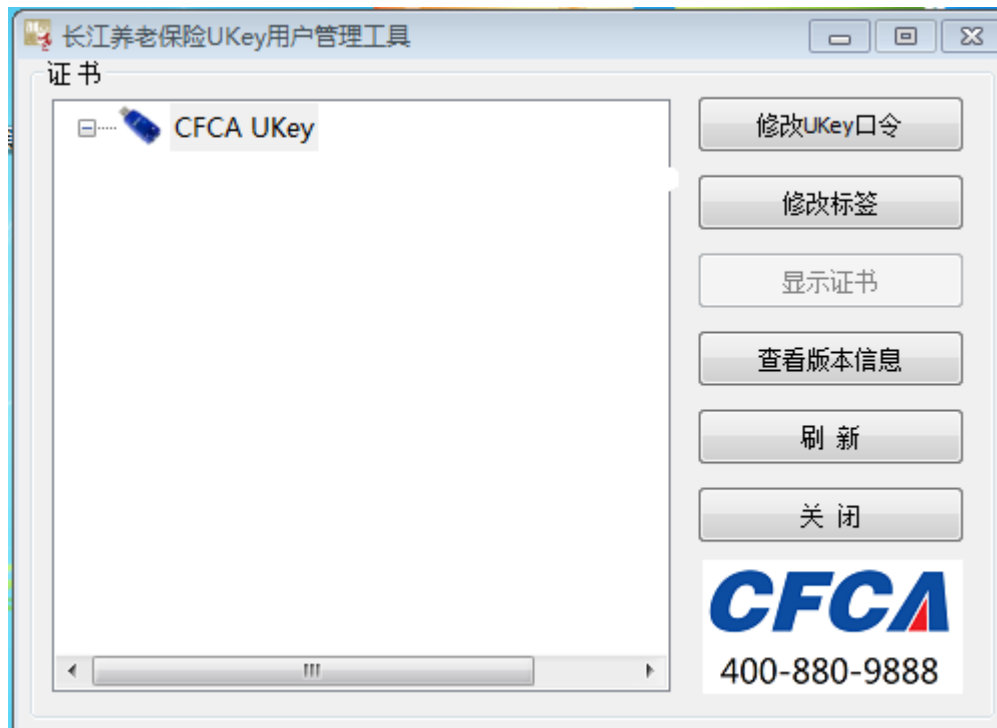 长江养老保险UKey用户管理工具
证书
CFCA UKey
修改UKey口令
修改标签
显示证书
查看版本信息
刷 新
关 闭
CFCA
400-880-9888